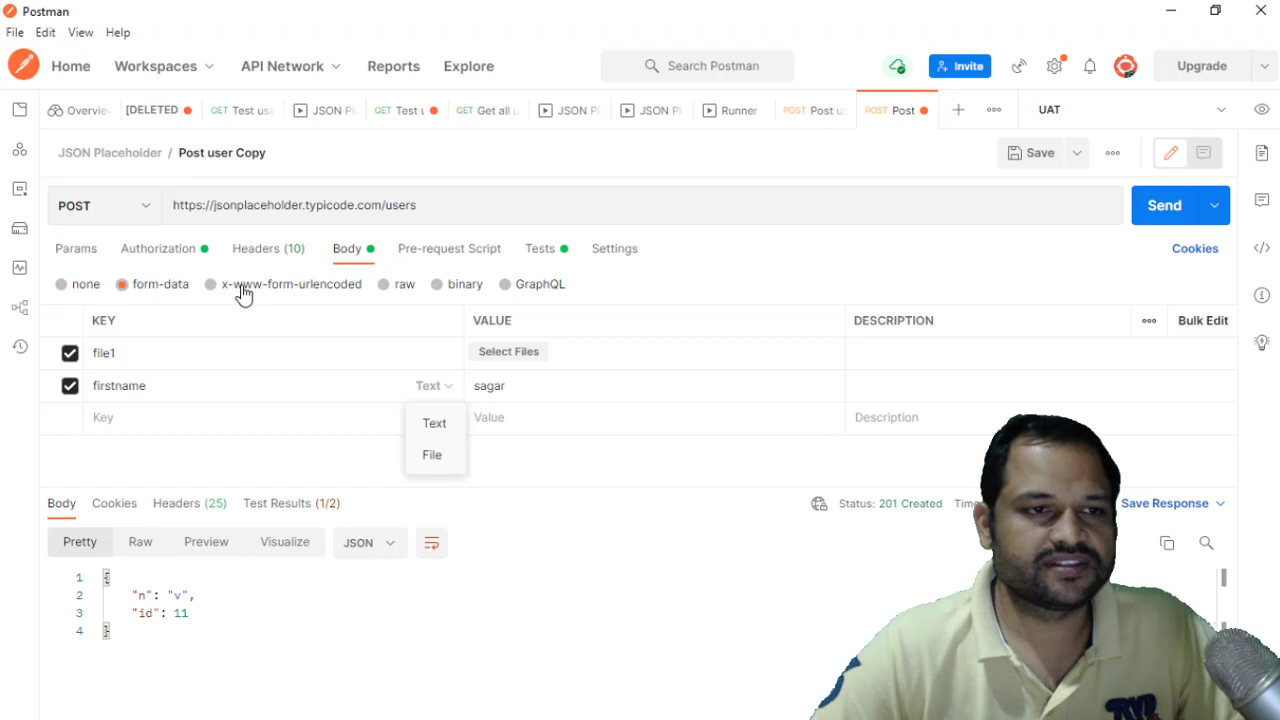 Postman
File Edit View Help
Home Workspaces API Network Reports Explore Search Postman Invite Upgrade
Overvie [DELETED GET Test use JSON Pl GET Test u GET Get all u JSON Pl JSON Pl Runner POST Post us POST Post UAT
JSON Placeholder / Post user Copy Save
POST https://jsonplaceholder.typicode.com/users Send
Params Authorization Headers (10) Body Pre-request Script Tests Settings Cookies
none form-data x-www-form-urlencoded raw binary GraphQL
KEY VALUE DESCRIPTION Bulk Edit
file1 Select Files
firstname Text sagar
Key Value Description
Text
File
Body Cookies Headers (25) Test Results (1/2) Status: 201 Created Save Response
Pretty Raw Preview Visualize JSON
1 {
2 "n": "v",
3 "id": 11
4 }